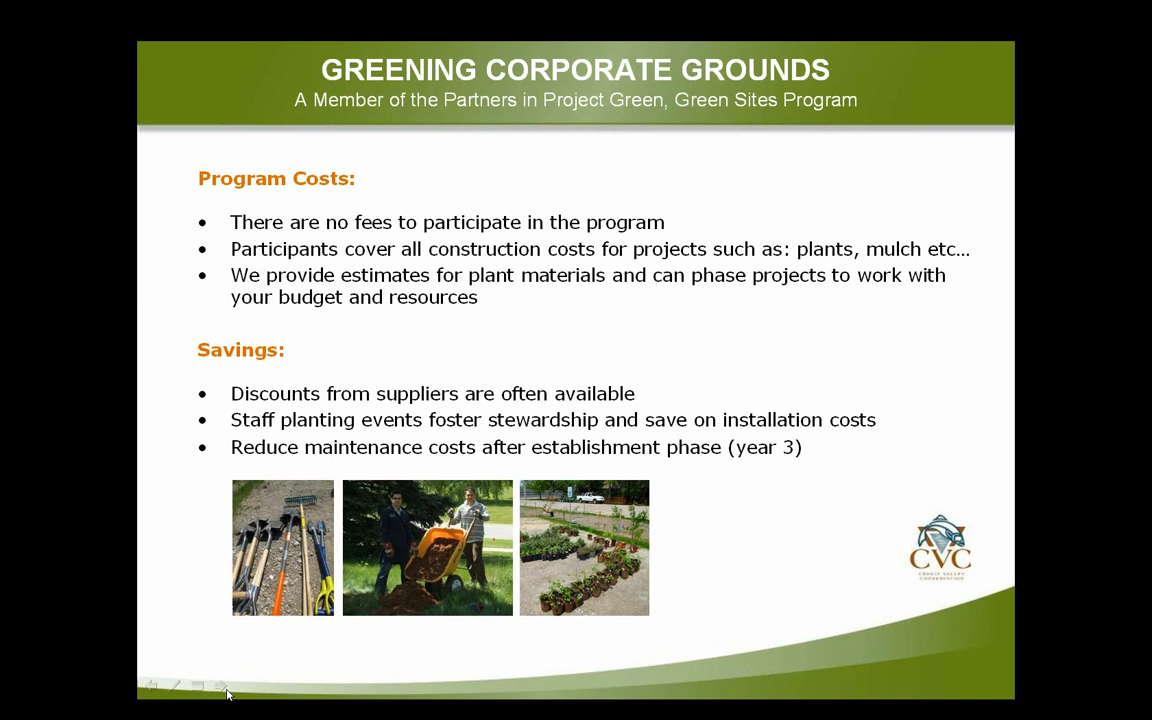 GREENING CORPORATE GROUNDS
A Member of the Partners in Project Green, Green Sites Program
Program Costs:
• There are no fees to participate in the program
• Participants cover all construction costs for projects such as: plants, mulch etc…
• We provide estimates for plant materials and can phase projects to work with
your budget and resources
Savings:
• Discounts from suppliers are often available
• Staff planting events foster stewardship and save on installation costs
• Reduce maintenance costs after establishment phase (year 3)
CVC
CREDIT VALLEY
CONSERVATION